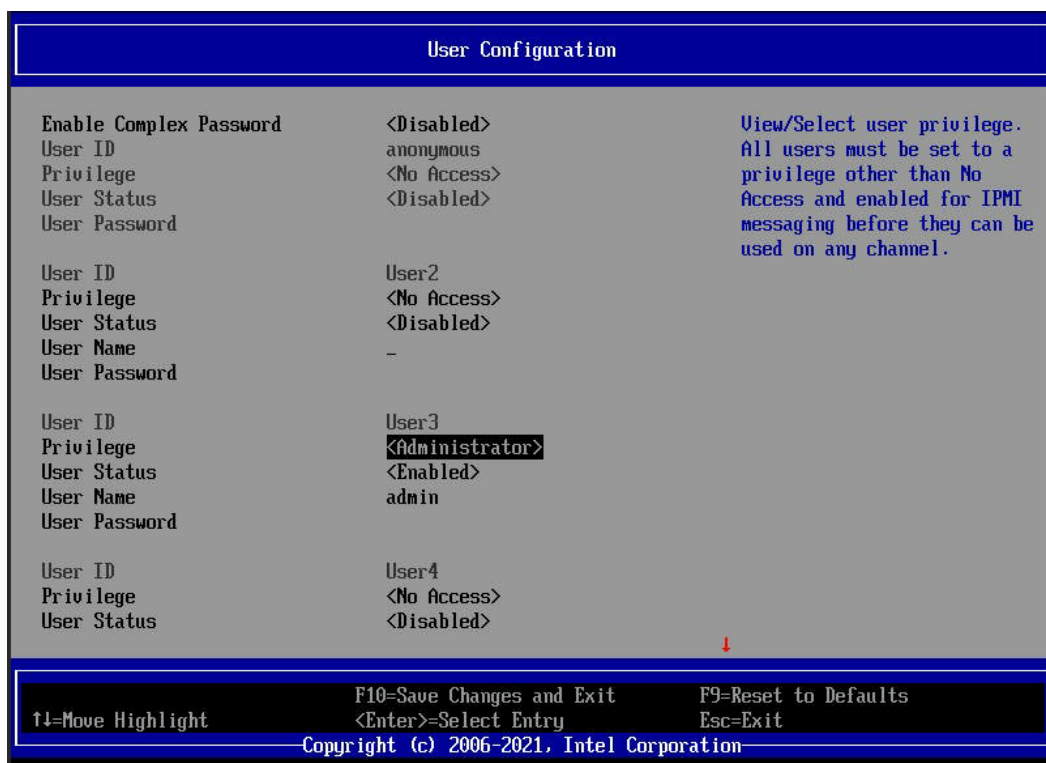 User Configuration
Enable Complex Password <Disabled>
User ID anonymous
Privilege <No Access>
User Status <Disabled>
User Password
User ID User2
Privilege <No Access>
User Status <Disabled>
User Name _
User Password
User ID User3
Privilege <Administrator>
User Status <Enabled>
User Name admin
User Password
User ID User4
Privilege <No Access>
User Status <Disabled>
View/Select user privilege.
All users must be set to a
privilege other than No
Access and enabled for IPMI
messaging before they can be
used on any channel.
↓
F10=Save Changes and Exit F9=Reset to Defaults
↑↓=Move Highlight <Enter>=Select Entry Esc=Exit
Copyright (c) 2006-2021, Intel Corporation